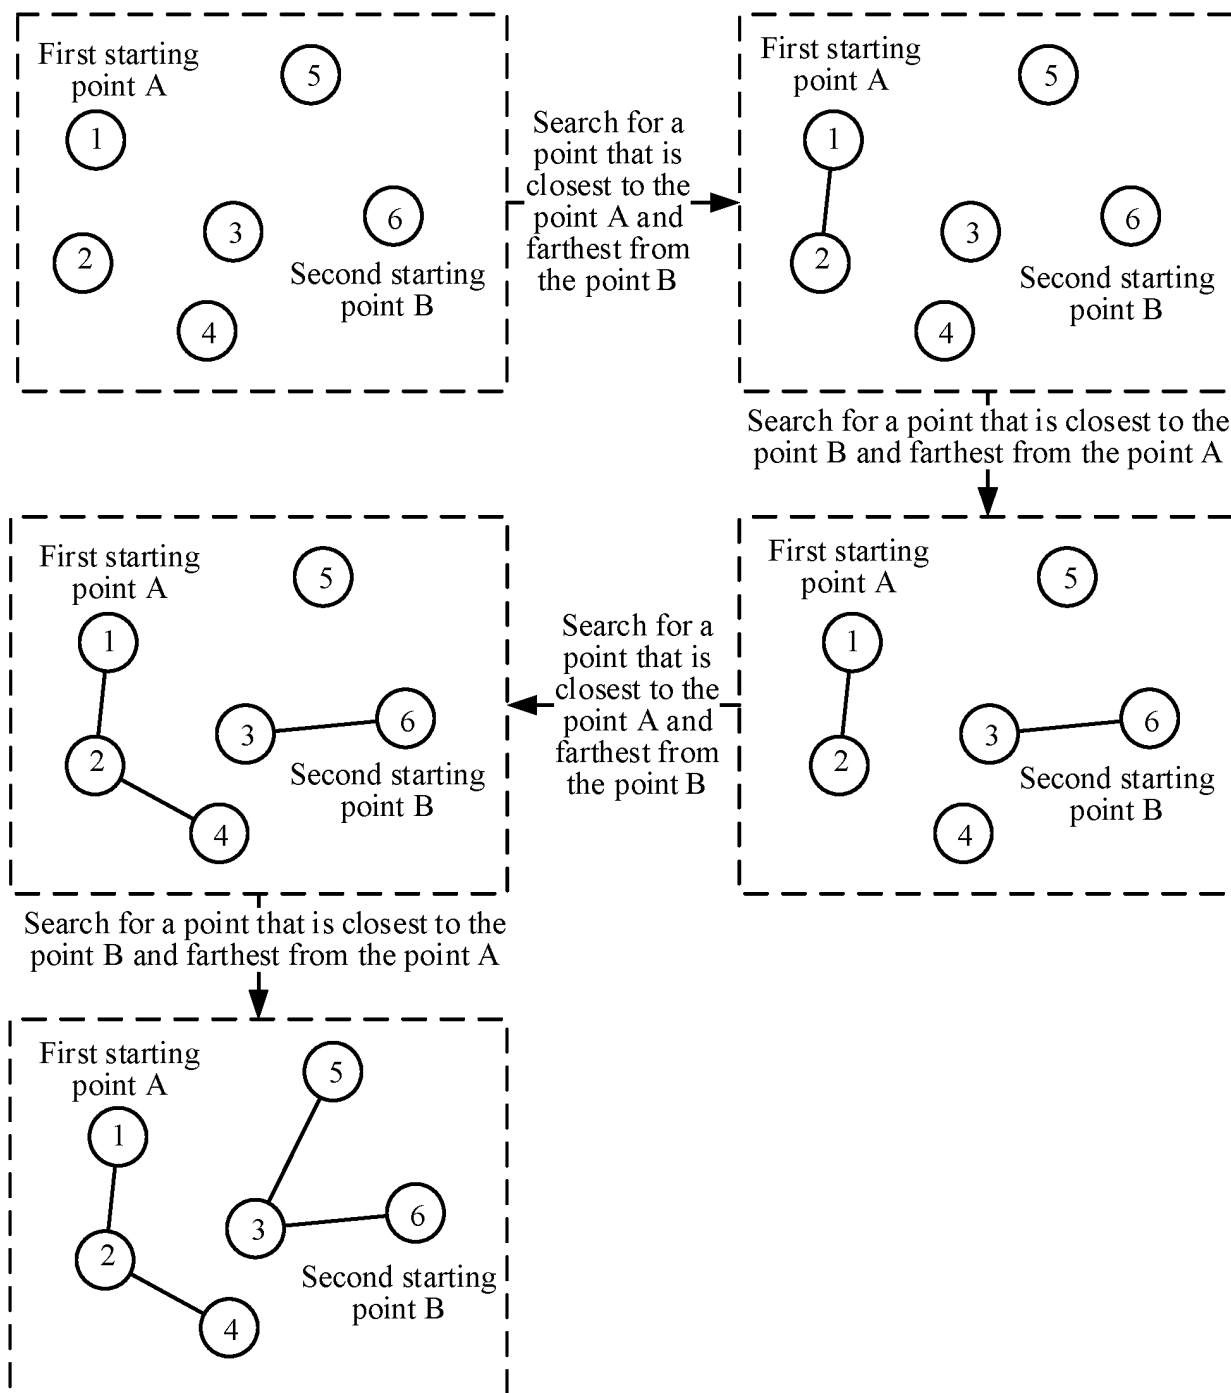 First starting
point A
5
1
3
6
2
Second starting
point B
4
Search for a
point that is
closest to the
point A and
farthest from
the point B
First starting
point A
5
1
3
6
2
Second starting
point B
4
Search for a point that is closest to the
point B and farthest from the point A
First starting
point A
5
1
3
6
2
Second starting
point B
4
Search for a
point that is
closest to the
point A and
farthest from
the point B
First starting
point A
5
1
3
6
2
Second starting
point B
4
Search for a point that is closest to the
point B and farthest from the point A
First starting
point A
5
1
3
6
2
Second starting
point B
4